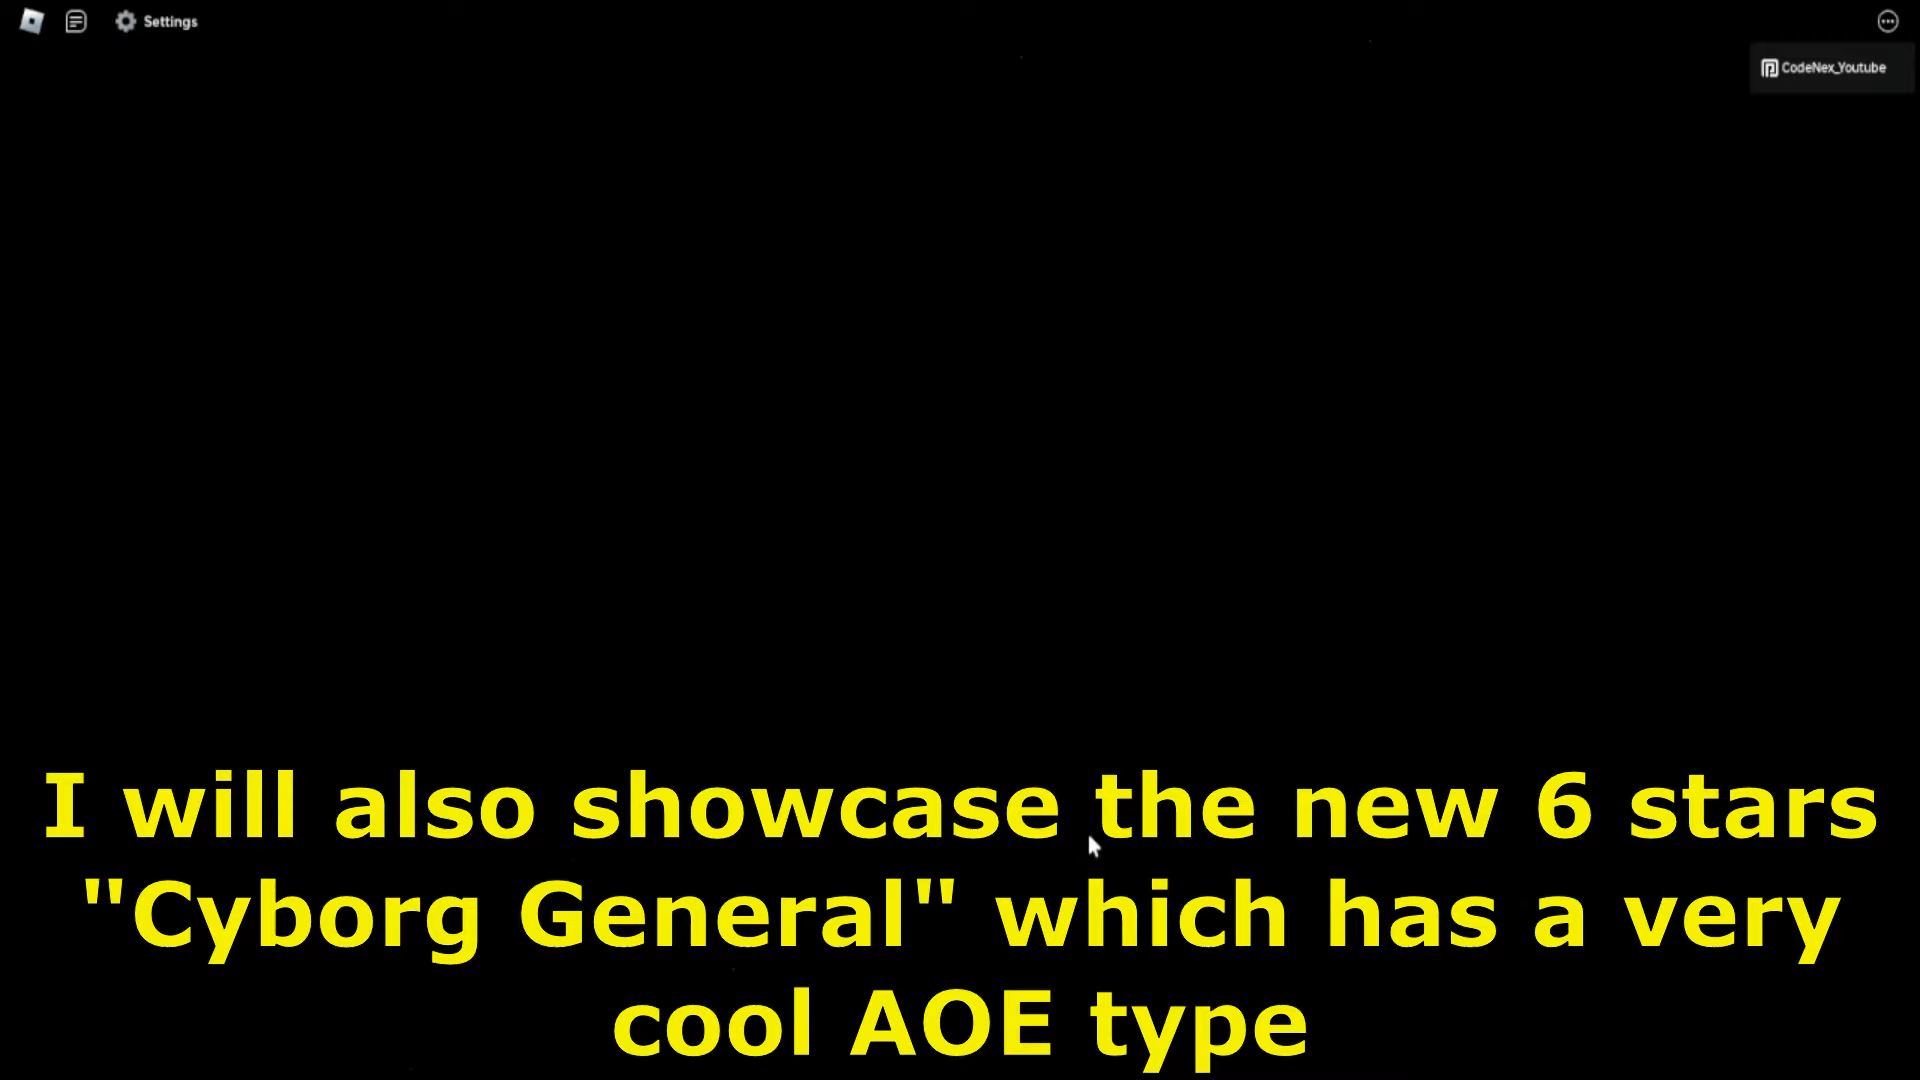 Settings
CodeNex_Youtube
I will also showcase the new 6 stars
"Cyborg General" which has a very
cool AOE type